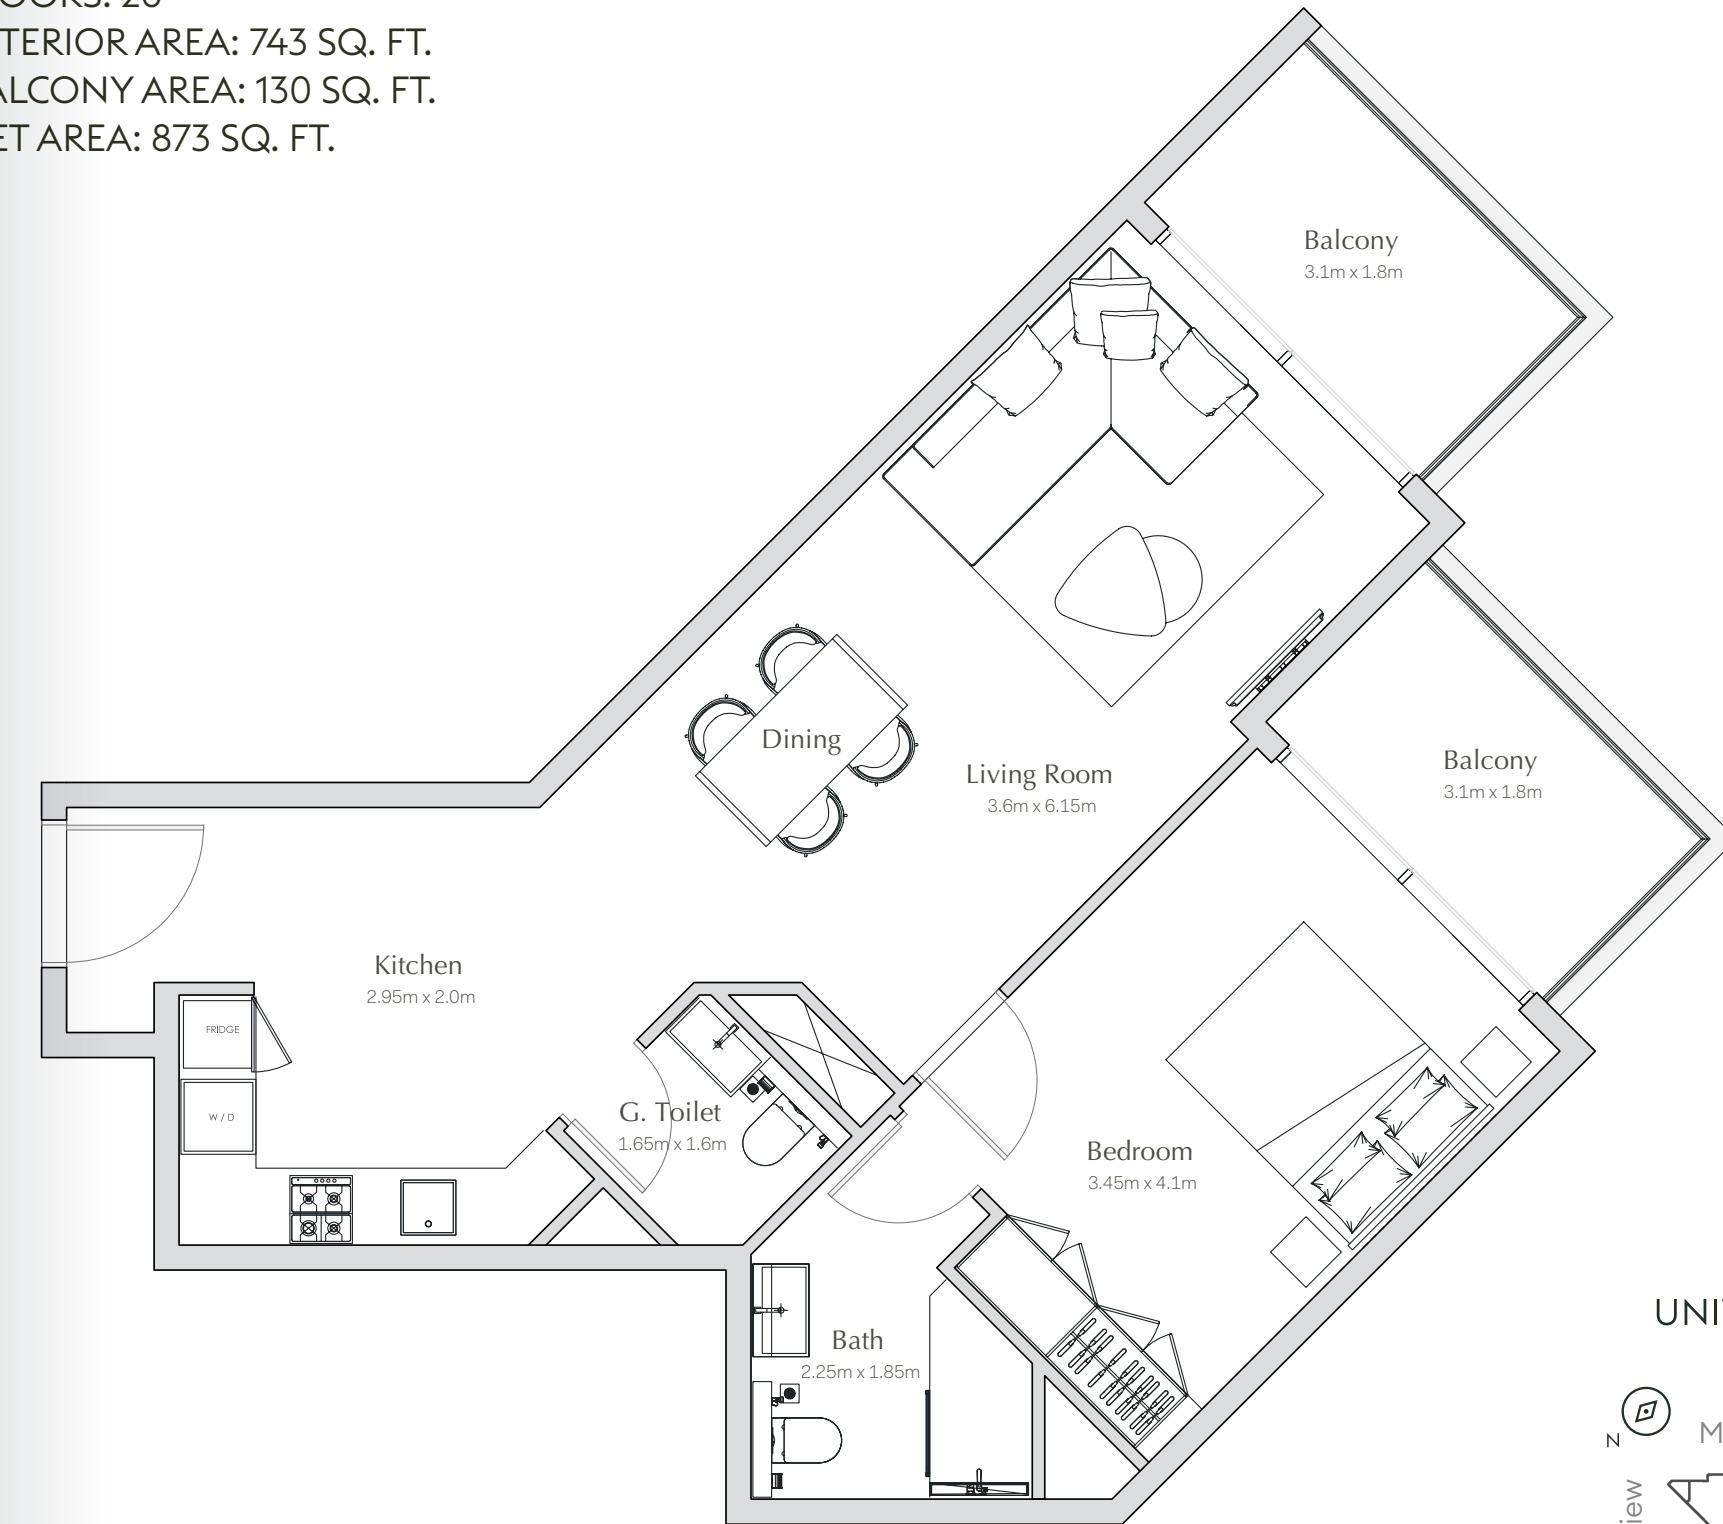 TERIOR AREA: 743 SQ. FT.
ALCONY AREA: 130 SQ. FT.
ET AREA: 873 SQ. FT.
Balcony
3.1m x 1.8m
Balcony
3.1m x 1.8m
Dining
Living Room
3.6m x 6.15m
Kitchen
2.95m x 2.0m
FRIDGE
W / D
G. Toilet
1.65m x 1.6m
Bedroom
3.45m x 4.1m
Bath
2.25m x 1.85m
UNI
N
M
iew